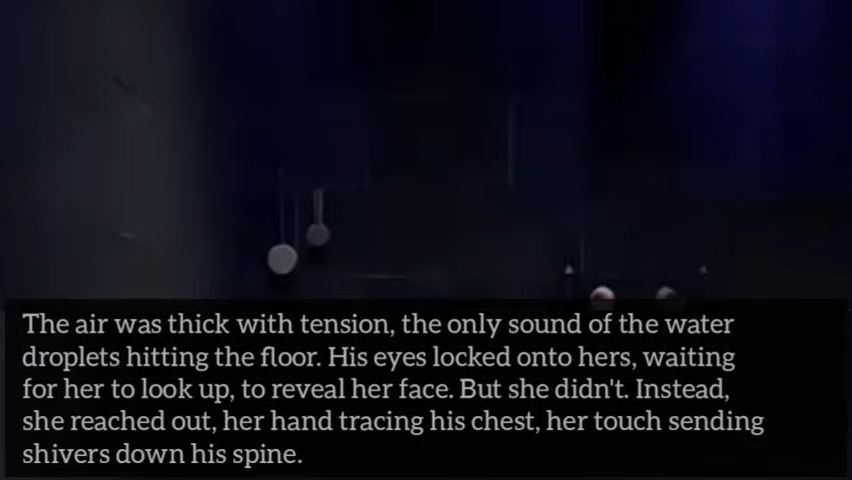 The air was thick with tension, the only sound of the water
droplets hitting the floor. His eyes locked onto hers, waiting
for her to look up, to reveal her face. But she didn't. Instead,
she reached out, her hand tracing his chest, her touch sending
shivers down his spine.